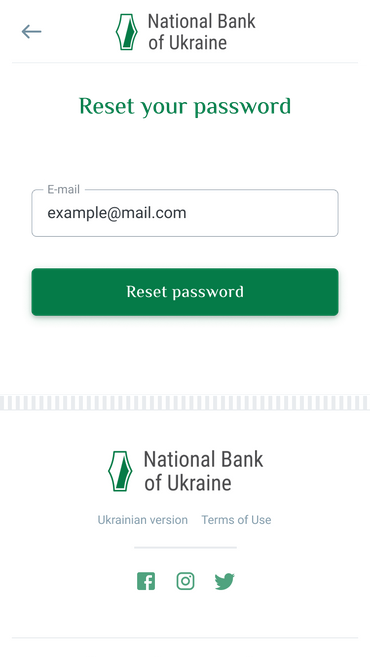 National Bank
of Ukraine
Reset your password
E-mail
example@mail.com
Reset password
National Bank
of Ukraine
Ukrainian version Terms of Use